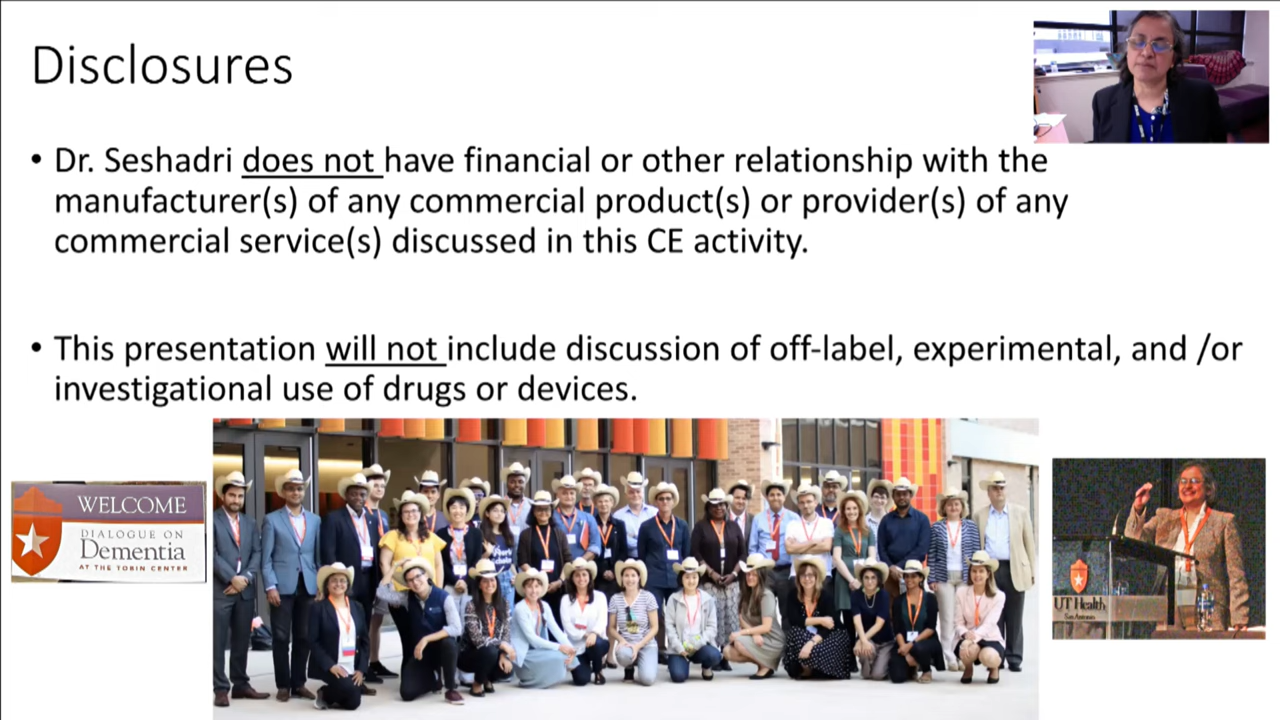 Disclosures
• Dr. Seshadri does not have financial or other relationship with the
manufacturer(s) of any commercial product(s) or provider(s) of any
commercial service(s) discussed in this CE activity.
• This presentation will not include discussion of off-label, experimental, and /or
investigational use of drugs or devices.
WELCOME
DIALOGUE ON
Dementia
AT THE TOBIN CENTER
UT Health
San Antonio